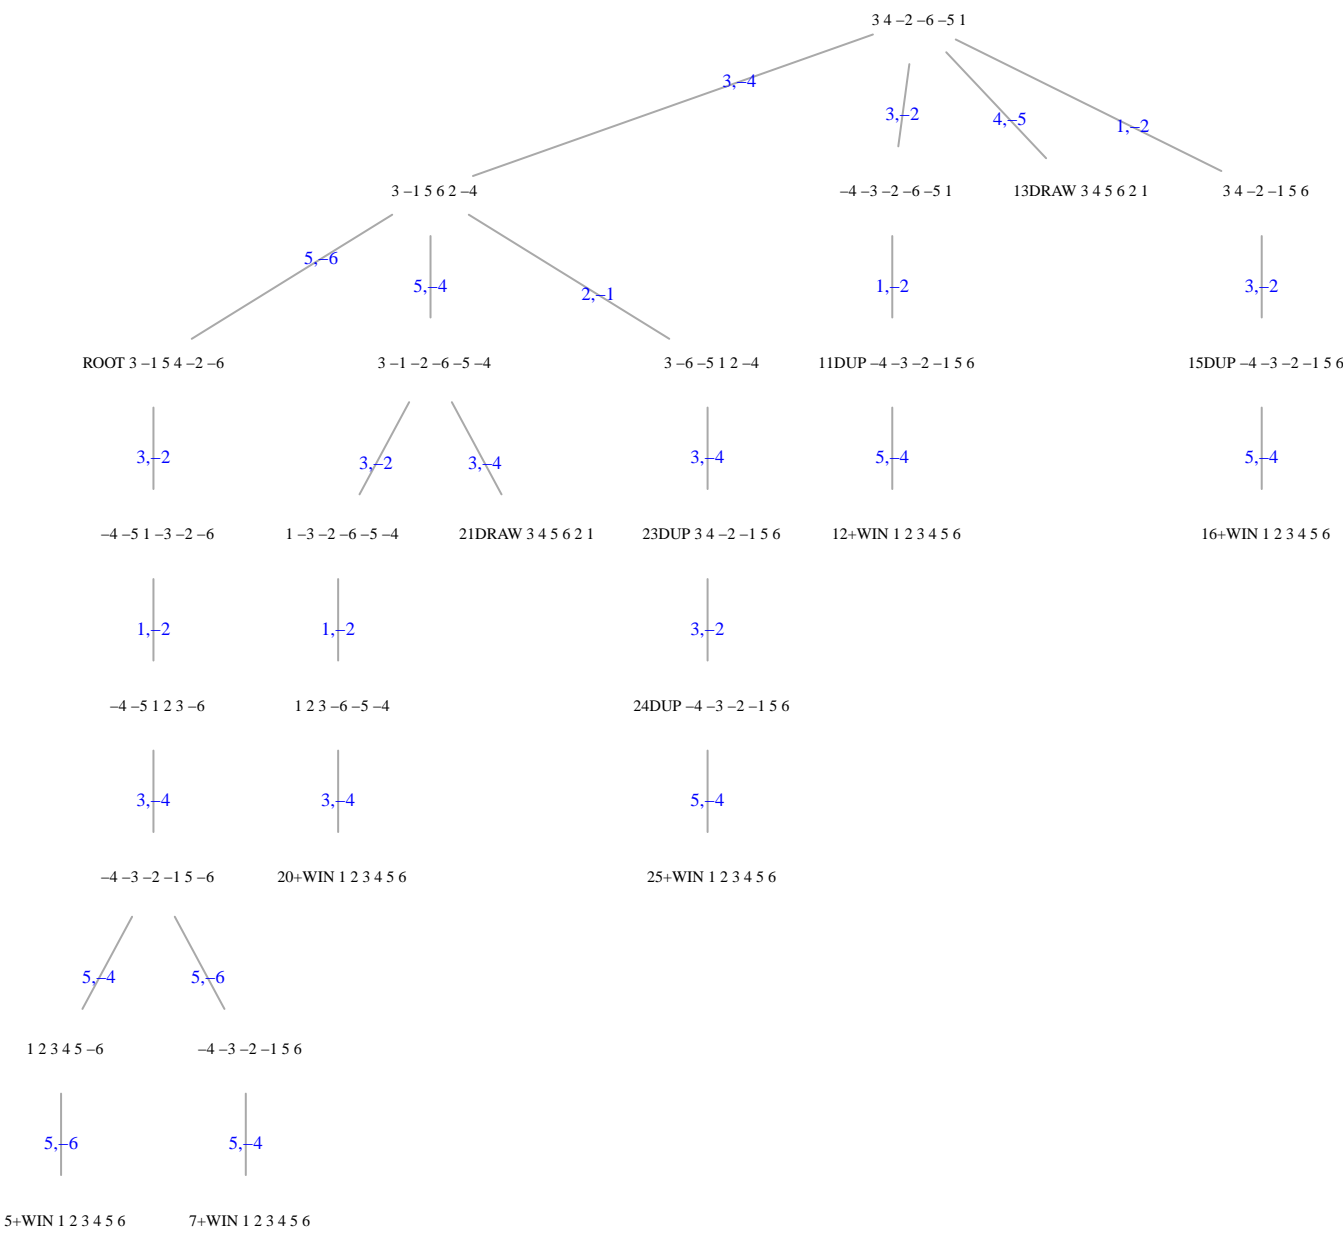 3 4 −2 −6 −5 1
3,−4
3,−2
4,−5
1,−2
3 −1 5 6 2 −4
−4 −3 −2 −6 −5 1
13DRAW 3 4 5 6 2 1
3 4 −2 −1 5 6
5,−6
5,−4
2,−1
1,−2
3,−2
ROOT 3 −1 5 4 −2 −6
3 −1 −2 −6 −5 −4
3 −6 −5 1 2 −4
11DUP −4 −3 −2 −1 5 6
15DUP −4 −3 −2 −1 5 6
3,−2
3,−2
3,−4
3,−4
5,−4
5,−4
−4 −5 1 −3 −2 −6
1 −3 −2 −6 −5 −4
21DRAW 3 4 5 6 2 1
23DUP 3 4 −2 −1 5 6
12+WIN 1 2 3 4 5 6
16+WIN 1 2 3 4 5 6
1,−2
1,−2
3,−2
−4 −5 1 2 3 −6
1 2 3 −6 −5 −4
24DUP −4 −3 −2 −1 5 6
3,−4
3,−4
5,−4
−4 −3 −2 −1 5 −6
20+WIN 1 2 3 4 5 6
25+WIN 1 2 3 4 5 6
5,−4
5,−6
1 2 3 4 5 −6
−4 −3 −2 −1 5 6
5,−6
5,−4
5+WIN 1 2 3 4 5 6
7+WIN 1 2 3 4 5 6